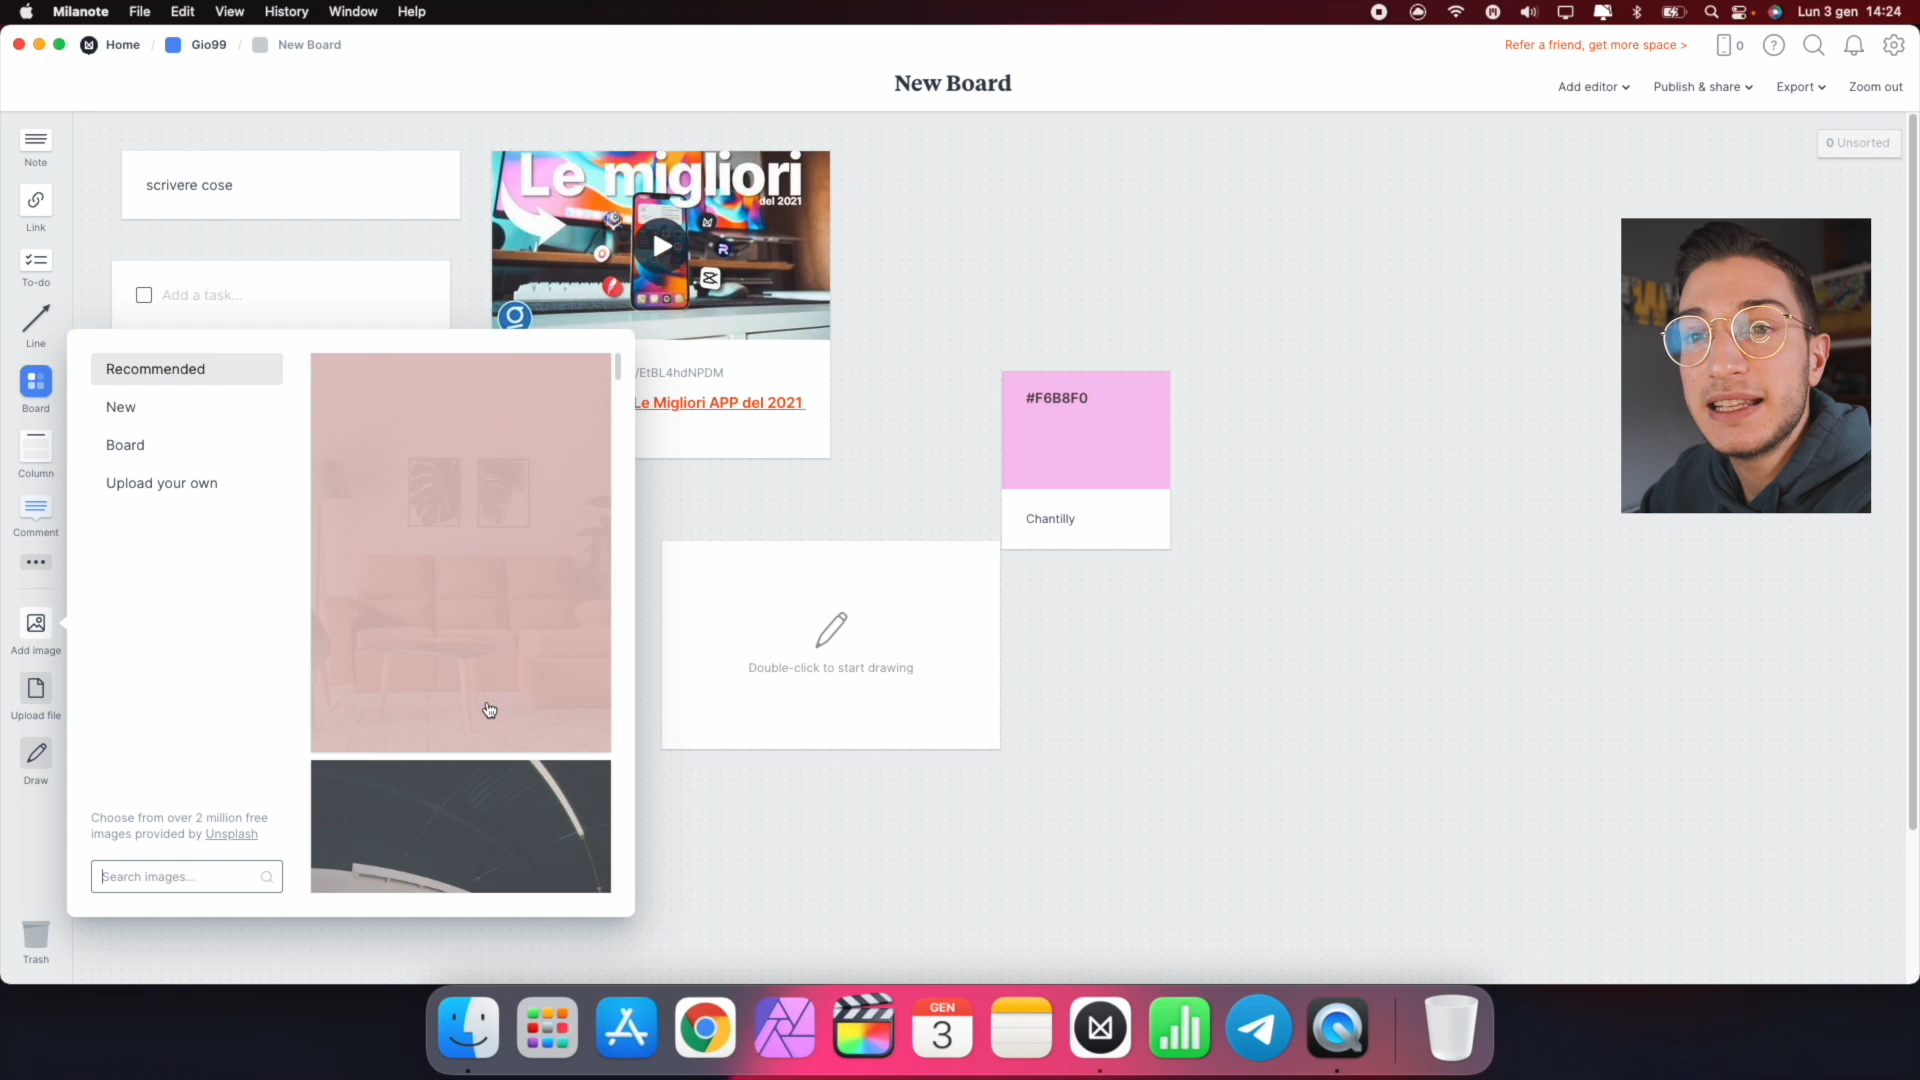 Milanote File Edit View History Window Help
Lun 3 gen 14:24
Home / Gio99 / New Board
Refer a friend, get more space >
0
New Board
Add editor
Publish & share
Export
Zoom out
0 Unsorted
Note
Link
To-do
Line
Board
Column
Comment
Add image
Upload file
Draw
Trash
scrivere cose
Add a task...
Le migliori
del 2021
/EtBL4hdNPDM
Le Migliori APP del 2021
#F6B8F0
Chantilly
Double-click to start drawing
Recommended
New
Board
Upload your own
Choose from over 2 million free
images provided by Unsplash
Search images...
GEN
3